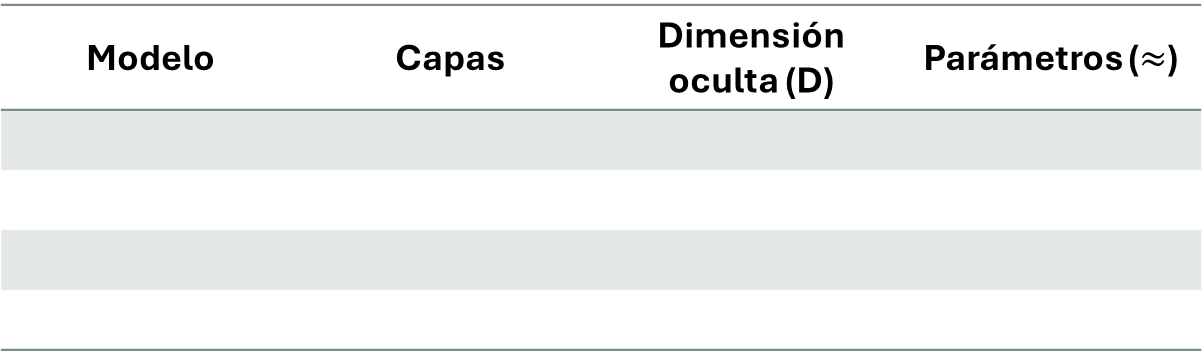 Modelo
Capas
Dimensión
oculta (D)
Parámetros (≈)